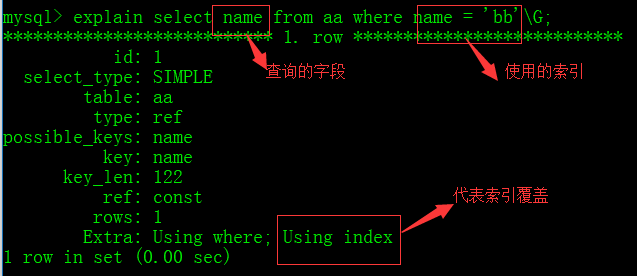 mysql> explain select name from aa where name = 'bb'\G;
*************************** 1. row ***************************
id: 1
查询的字段
使用的索引
select_type: SIMPLE
table: aa
type: ref
possible_keys: name
key: name
key_len: 122
ref: const
代表索引覆盖
rows: 1
Extra: Using where; Using index
1 row in set (0.00 sec)